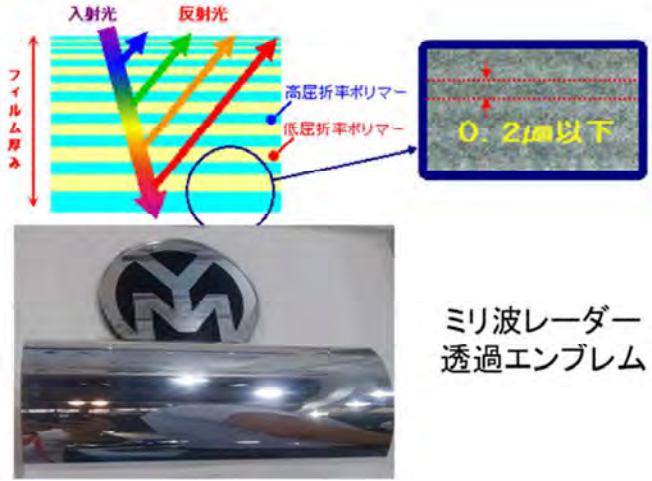 入射光
反射光
フィルム厚み
高屈折率ポリマー
低屈折率ポリマー
0.2μm以下
YM
ミリ波レーダー
透過エンブレム